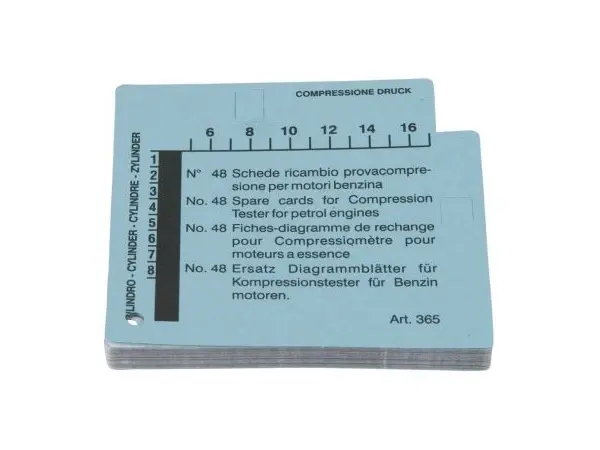 COMPRESSIONE DRUCK
6 8 10 12 14 16
CILINDRO - CYLINDER - CYLINDRE - ZYLINDER
1
2
3
4
5
6
7
8
N° 48 Schede ricambio provacompre-
sione per motori benzina
No. 48 Spare cards for Compression
Tester for petrol engines
No. 48 Fiches-diagramme de rechange
pour Compressiomètre pour
moteurs a essence
No. 48 Ersatz Diagrammblätter für
Kompressionstester für Benzin
motoren.
Art. 365